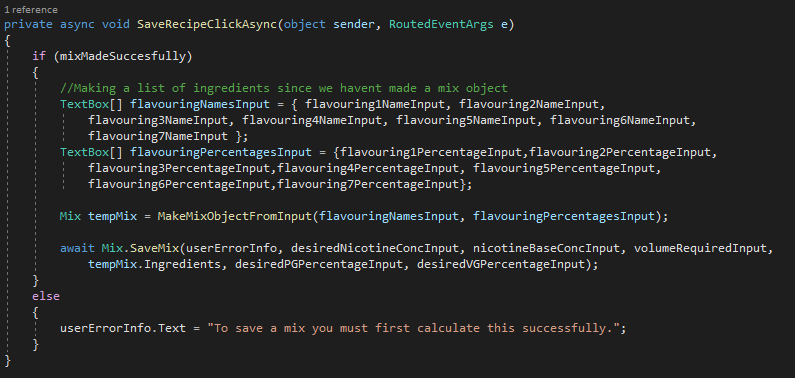 1 reference
private async void SaveRecipeClickAsync(object sender, RoutedEventArgs e)
{
if (mixMadeSuccesfully)
{
//Making a list of ingredients since we havent made a mix object
TextBox[] flavouringNamesInput = { flavouring1NameInput, flavouring2NameInput,
flavouring3NameInput, flavouring4NameInput, flavouring5NameInput, flavouring6NameInput,
flavouring7NameInput };
TextBox[] flavouringPercentagesInput = {flavouring1PercentageInput,flavouring2PercentageInput,
flavouring3PercentageInput,flavouring4PercentageInput, flavouring5PercentageInput,
flavouring6PercentageInput,flavouring7PercentageInput};
Mix tempMix = MakeMixObjectFromInput(flavouringNamesInput, flavouringPercentagesInput);
await Mix.SaveMix(userErrorInfo, desiredNicotineConcInput, nicotineBaseConcInput, volumeRequiredInput,
tempMix.Ingredients, desiredPGPercentageInput, desiredVGPercentageInput);
}
else
{
userErrorInfo.Text = "To save a mix you must first calculate this successfully.";
}
}